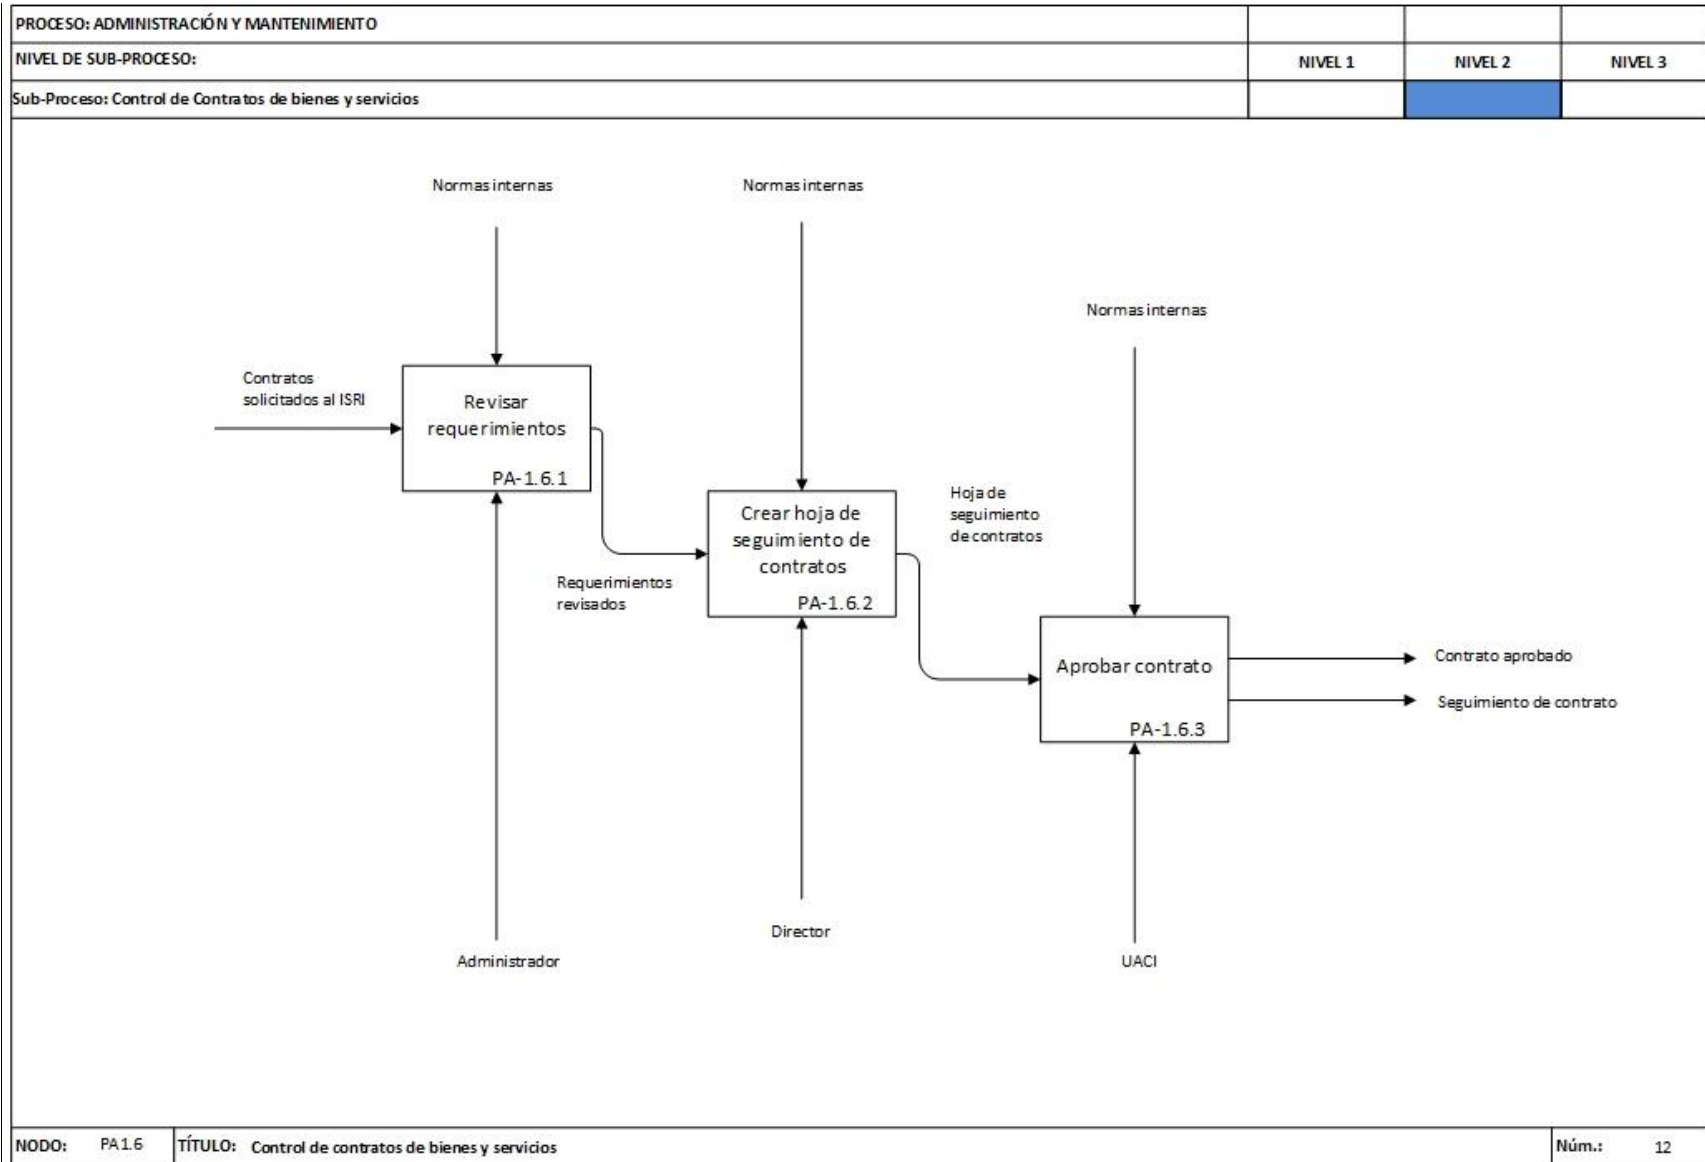 PROCESO: ADMINISTRACIÓN Y MANTENIMIENTO
NIVEL DE SUB-PROCESO:
NIVEL 1
NIVEL 2
NIVEL 3
Sub-Proceso: Control de Contratos de bienes y servicios
Normas internas
Normas internas
Normas internas
Contratos
solicitados al ISRI
Revisar
requerimientos
PA-1.6.1
Requerimientos
revisados
Crear hoja de
seguimiento de
contratos
PA-1.6.2
Hoja de
seguimiento
de contratos
Aprobar contrato
PA-1.6.3
Contrato aprobado
Seguimiento de contrato
Administrador
Director
UACI
NODO: PA1.6 TÍTULO: Control de contratos de bienes y servicios Núm.: 12